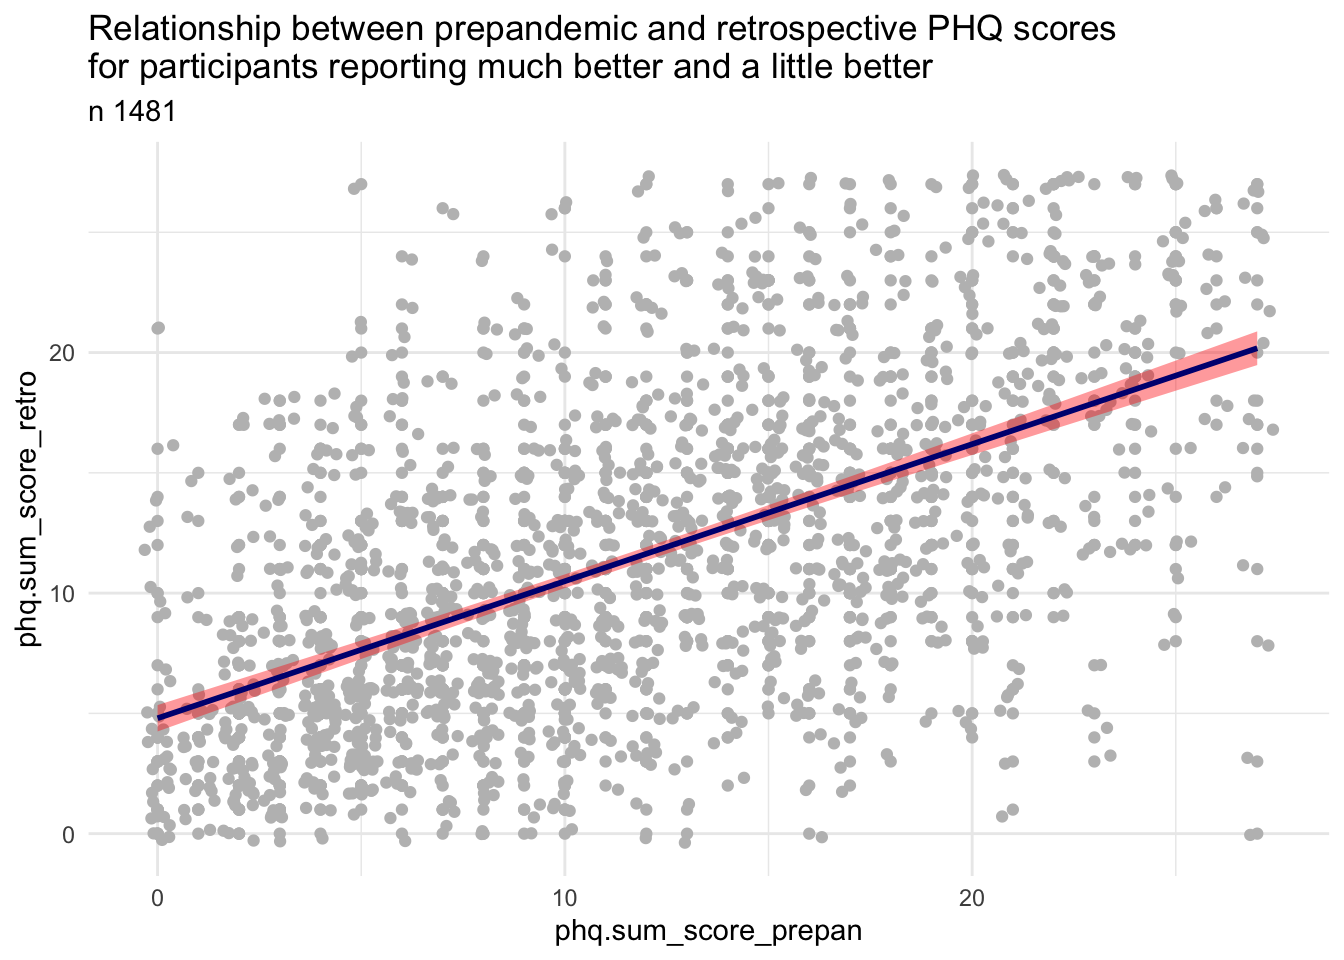 Relationship between prepandemic and retrospective PHQ scores
for participants reporting much better and a little better
n 1481
phq.sum_score_retro
20
10
0
0
10
20
phq.sum_score_prepan